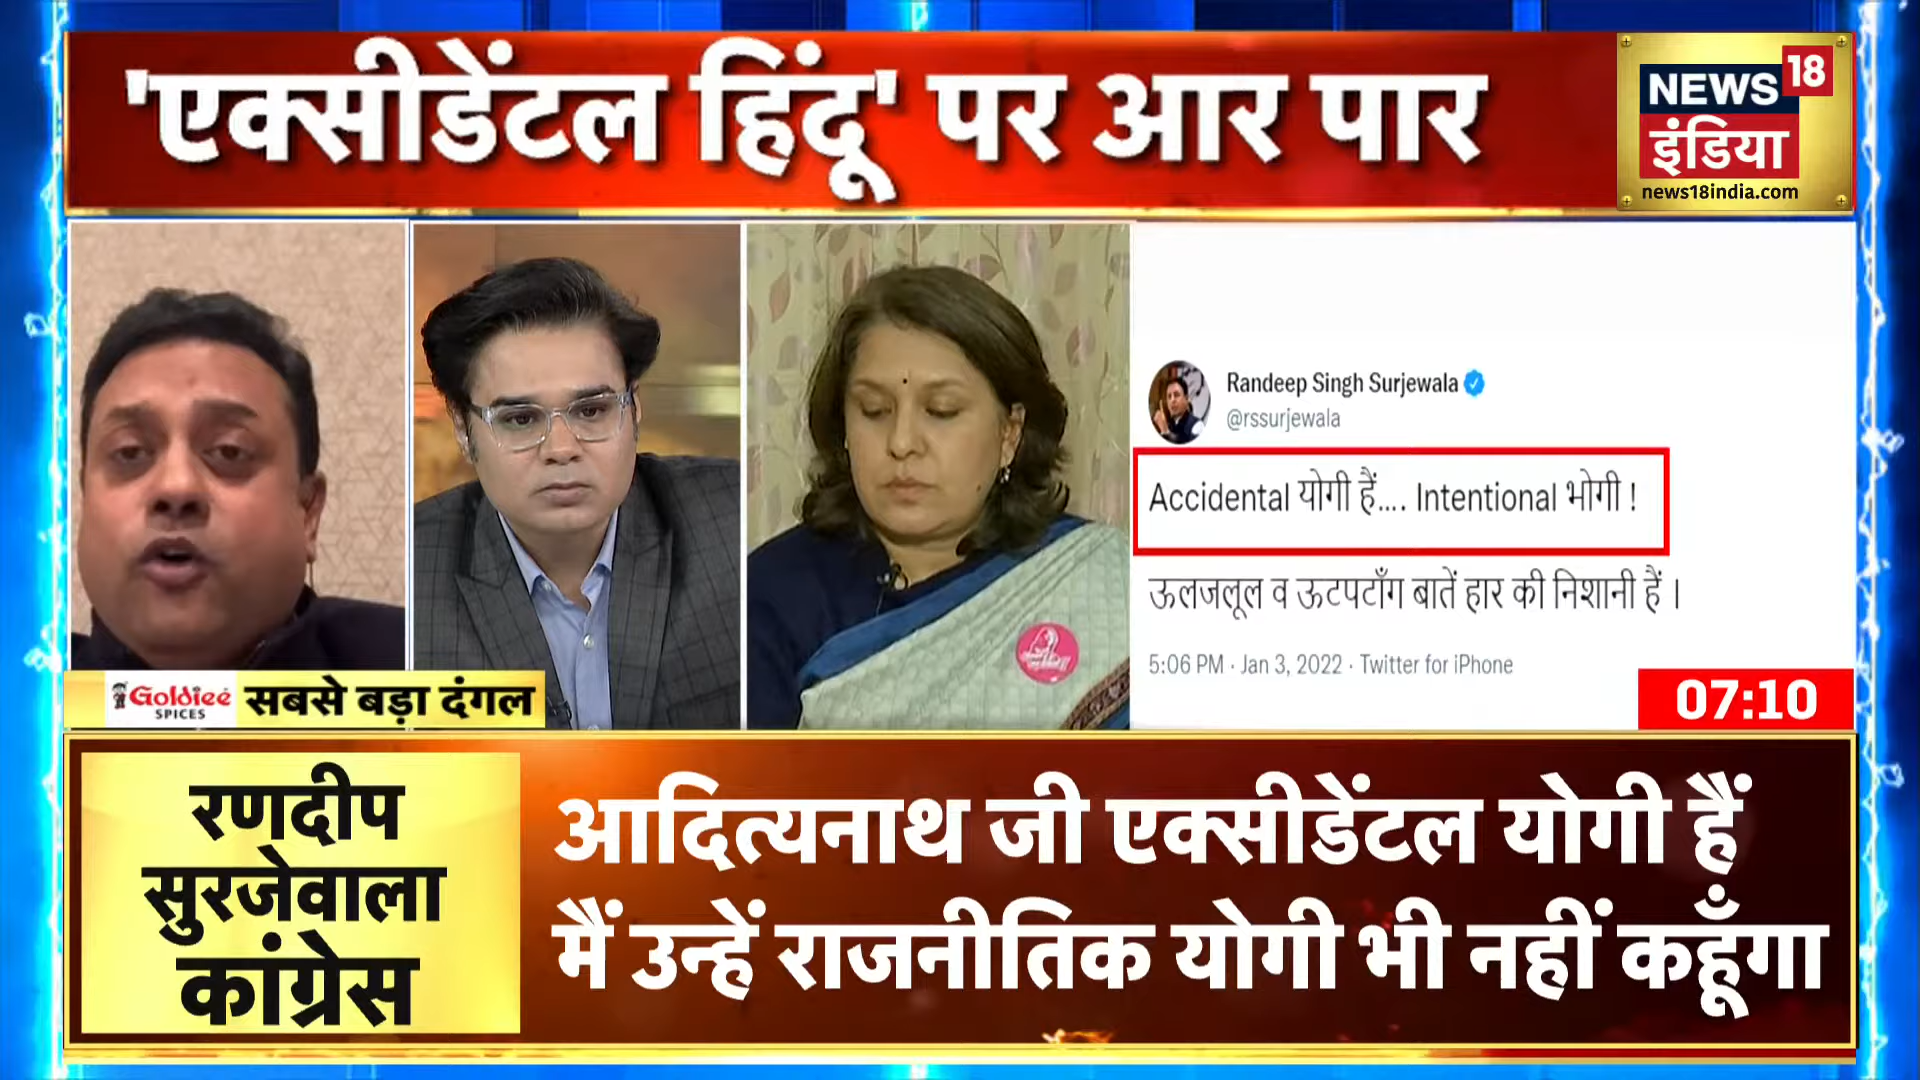 'एक्सीडेंटल हिंदू' पर आर पार
NEWS 18
इंडिया
news18india.com
Randeep Singh Surjewala
@rssurjewala
Accidental योगी हैं.... Intentional भोगी !
ऊलजलूल व ऊटपटाँग बातें हार की निशानी हैं ।
5:06 PM · Jan 3, 2022 · Twitter for iPhone
07:10
Goldiee
SPICES
सबसे बड़ा दंगल
रणदीप
सुरजेवाला
कांग्रेस
आदित्यनाथ जी एक्सीडेंटल योगी हैं
मैं उन्हें राजनीतिक योगी भी नहीं कहूँगा